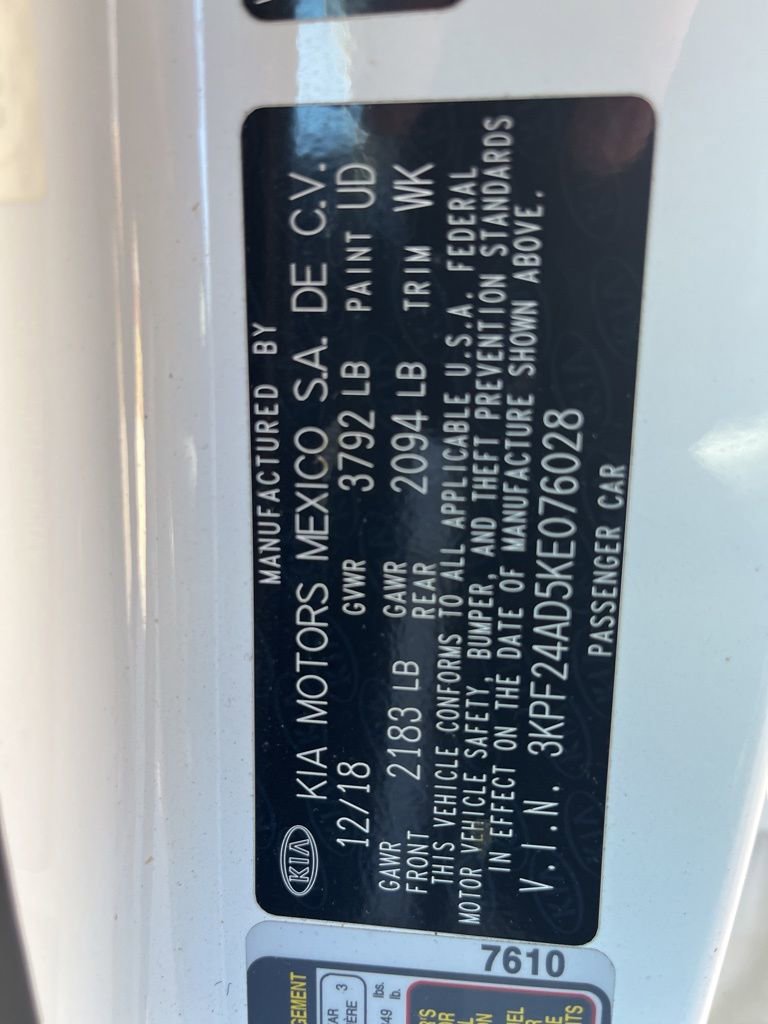 MANUFACTURED BY
KIA KIA MOTORS MEXICO S.A. DE C.V.
12/18 GVWR 3792 LB PAINT UD
GAWR FRONT 2183 LB GAWR REAR 2094 LB TRIM WK
THIS VEHICLE CONFORMS TO ALL APPLICABLE U.S.A. FEDERAL
MOTOR VEHICLE SAFETY, BUMPER, AND THEFT PREVENTION STANDARDS
IN EFFECT ON THE DATE OF MANUFACTURE SHOWN ABOVE.
V.I.N. 3KPF24AD5KE076028
PASSENGER CAR
7610